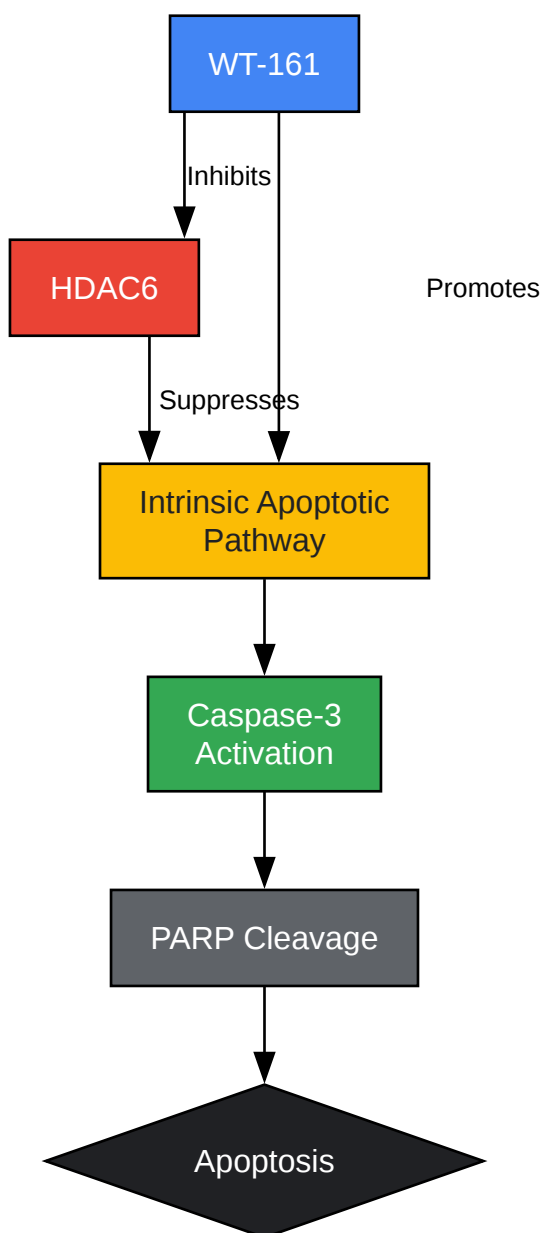 WT-161
Inhibits
HDAC6
Promotes
Suppresses
Intrinsic Apoptotic
Pathway
Caspase-3
Activation
PARP Cleavage
Apoptosis